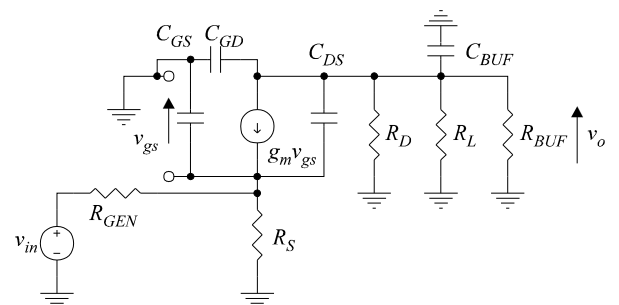 C_GS C_GD C_DS C_BUF
v_gs g_m v_gs R_D R_L R_BUF v_o
R_GEN
v_in + − R_S